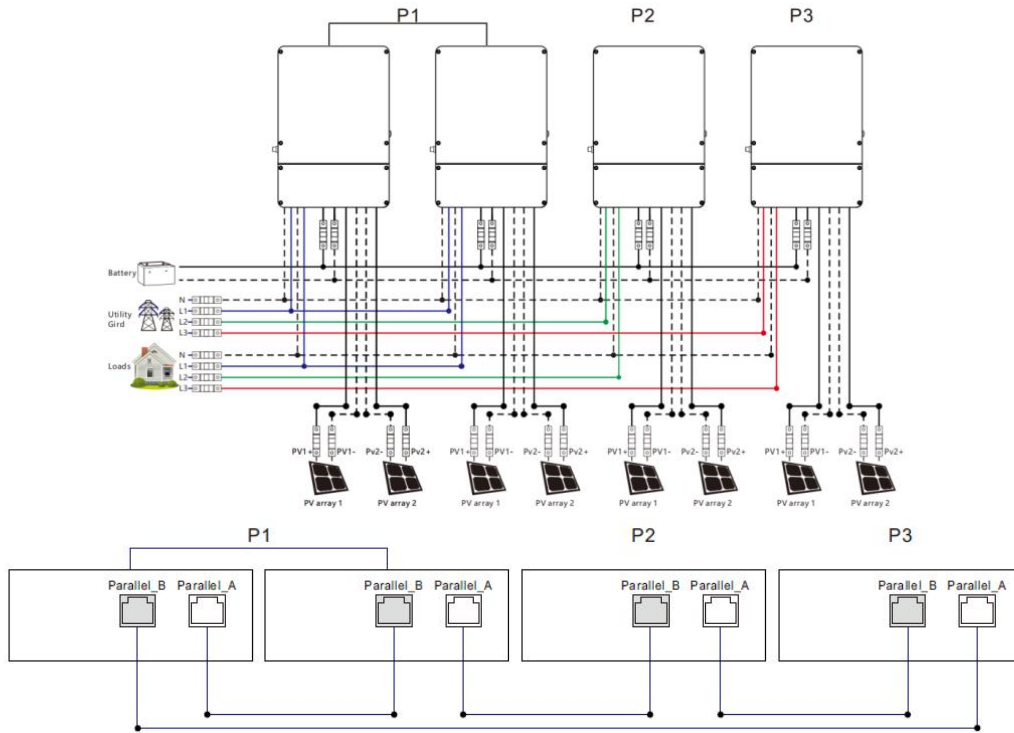 P1 P2 P3
Battery
Utility
Gird
N
L1
L2
L3
Loads
N
L1
L2
L3
PV1+ PV1- Pv2- Pv2+ PV1+ PV1- Pv2- Pv2+ PV1+ PV1- Pv2- Pv2+ PV1+ PV1- Pv2- Pv2+
PV array 1 PV array 2 PV array 1 PV array 2 PV array 1 PV array 2 PV array 1 PV array 2
P1 P2 P3
Parallel_B Parallel_A Parallel_B Parallel_A Parallel_B Parallel_A Parallel_B Parallel_A